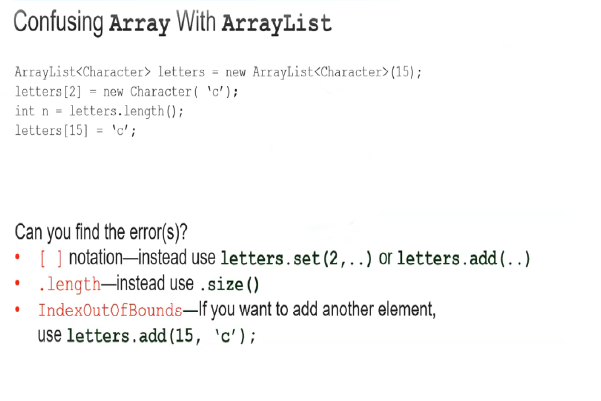 Confusing Array With ArrayList
ArrayList<Character> letters = new ArrayList<Character>(15);
letters[2] = new Character( ‘c’);
int n = letters.length();
letters[15] = ‘c’;
Can you find the error(s)?
• [ ] notation—instead use letters.set(2,..) or letters.add(..)
• .length—instead use .size()
• IndexOutOfBounds—If you want to add another element,
use letters.add(15, ‘c’);